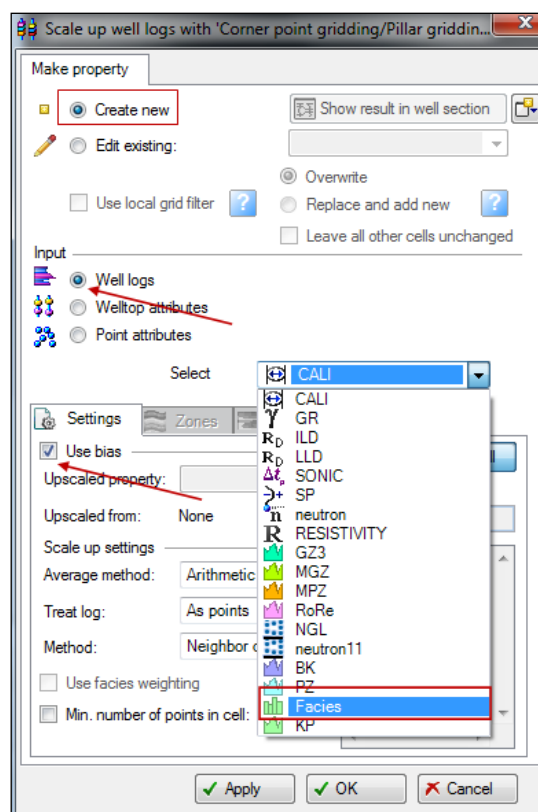 Scale up well logs with 'Corner point gridding/Pillar griddin...
Make property
Create new
Show result in well section
Edit existing:
Overwrite
Use local grid filter
?
Replace and add new
?
Leave all other cells unchanged
Input
Well logs
Welltop attributes
Point attributes
Select
CALI
CALI
γ GR
R_D ILD
R_D LLD
Δt SONIC
SP
n neutron
R RESISTIVITY
GZ3
MGZ
MPZ
RoRe
NGL
neutron11
BK
PZ
Facies
KP
Settings
Zones
Use bias
Upscaled property:
Upscaled from: None
Scale up settings
Average method: Arithmetic
Treat log: As points
Method: Neighbor
Use facies weighting
Min. number of points in cell:
Apply
OK
Cancel